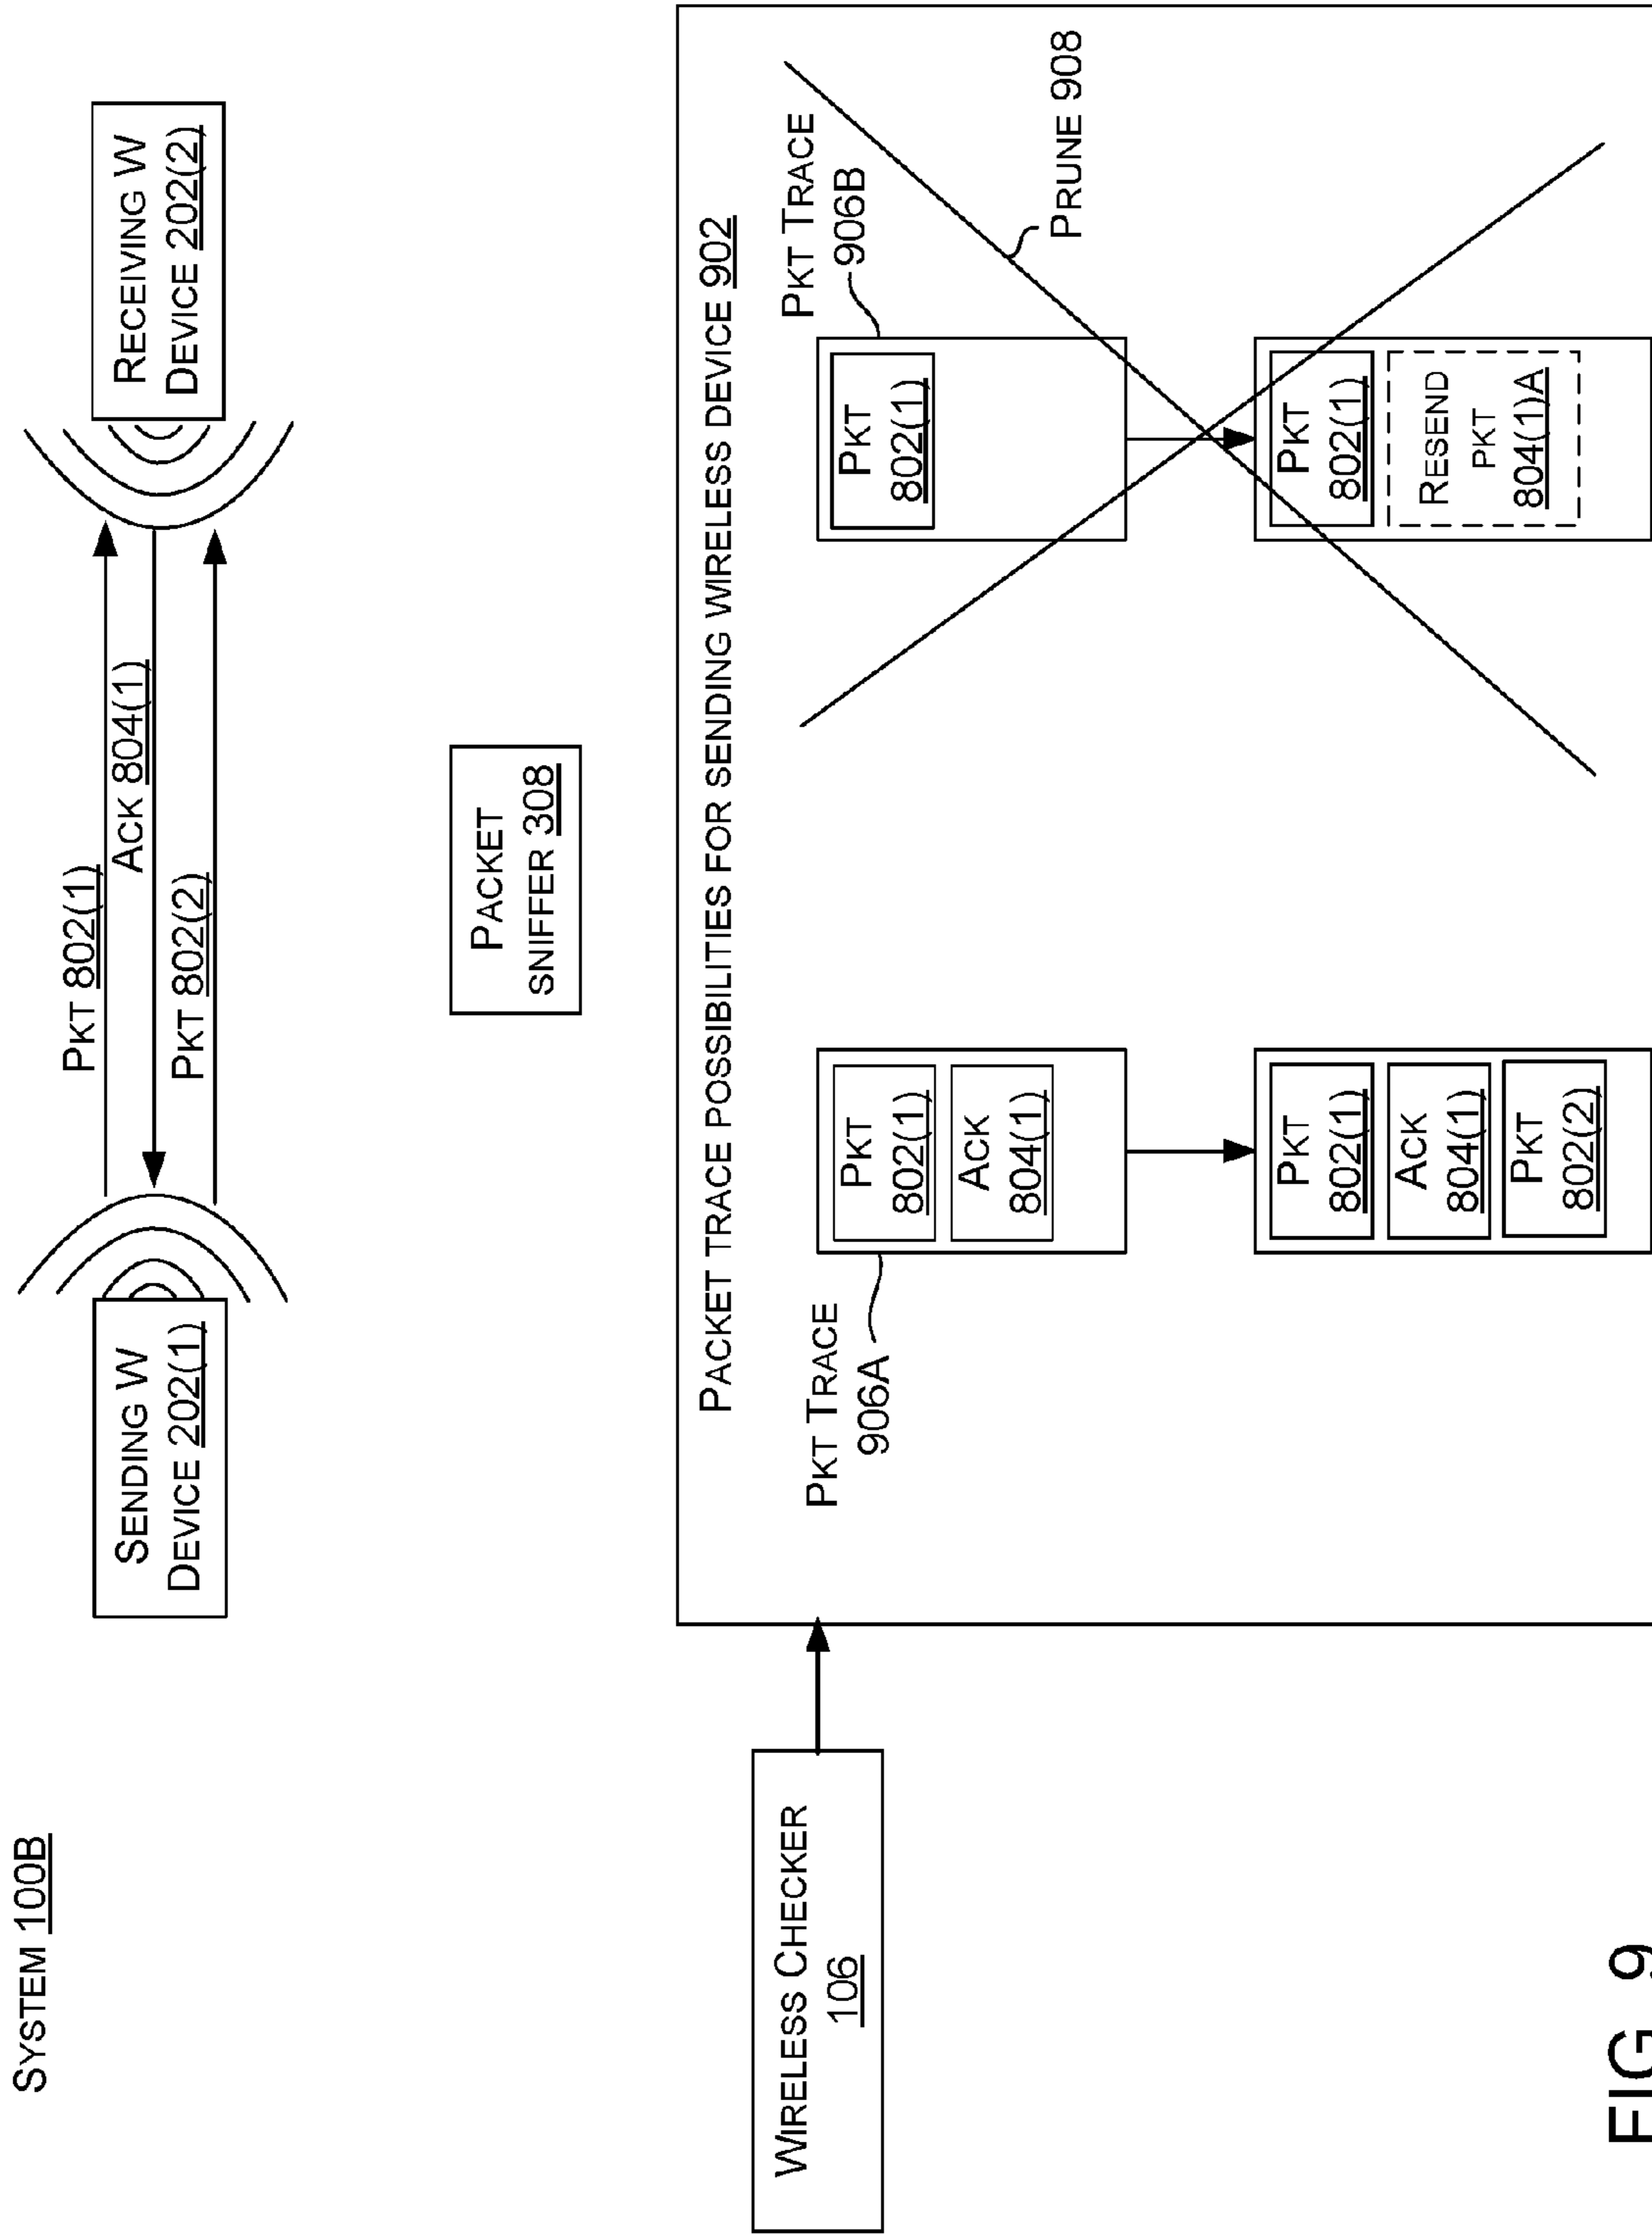 SYSTEM 100B
SENDING W
DEVICE 202(1)
PKT 802(1)
ACK 804(1)
PKT 802(2)
RECEIVING W
DEVICE 202(2)
PACKET
SNIFFER 308
WIRELESS CHECKER
106
PACKET TRACE POSSIBILITIES FOR SENDING WIRELESS DEVICE 902
PKT TRACE
906A
PKT
802(1)
ACK
804(1)
PKT
802(1)
ACK
804(1)
PKT
802(2)
PKT TRACE
906B
PKT
802(1)
PRUNE 908
PKT
802(1)
RESEND
PKT
804(1)A
FIG. 9